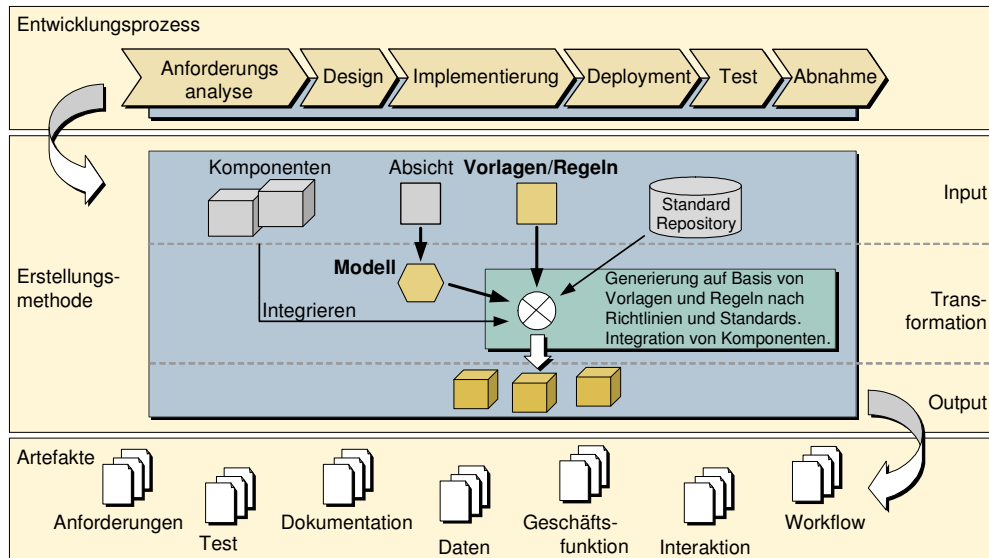 Entwicklungsprozess
Anforderungs
analyse
Design
Implementierung
Deployment
Test
Abnahme
Komponenten
Absicht
Vorlagen/Regeln
Standard
Repository
Input
Erstellungs-
methode
Modell
Integrieren
Generierung auf Basis von
Vorlagen und Regeln nach
Richtlinien und Standards.
Integration von Komponenten.
Trans-
formation
Output
Artefakte
Anforderungen
Test
Dokumentation
Daten
Geschäfts-
funktion
Interaktion
Workflow